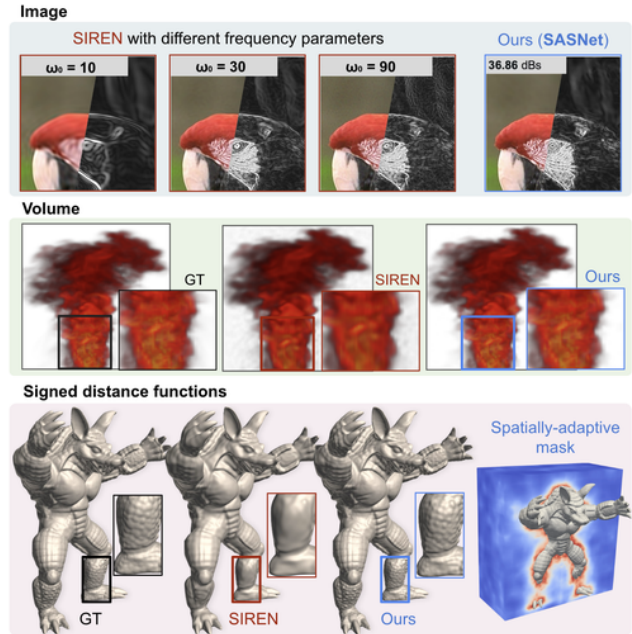 Image
SIREN with different frequency parameters
Ours (SASNet)
ω₀ = 10
ω₀ = 30
ω₀ = 90
36.86 dBs
Volume
GT
SIREN
Ours
Signed distance functions
Spatially-adaptive
mask
GT
SIREN
Ours